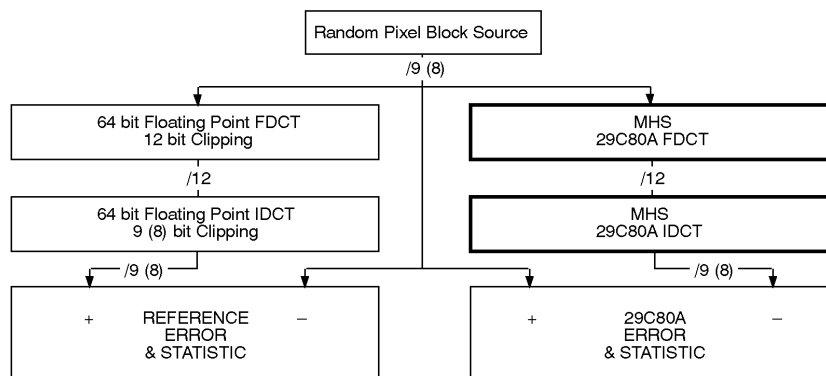 Random Pixel Block Source
/9 (8)
64 bit Floating Point FDCT
12 bit Clipping
MHS
29C80A FDCT
/12
/12
64 bit Floating Point IDCT
9 (8) bit Clipping
MHS
29C80A IDCT
/9 (8)
/9 (8)
+ REFERENCE −
ERROR
& STATISTIC
+ 29C80A −
ERROR
& STATISTIC